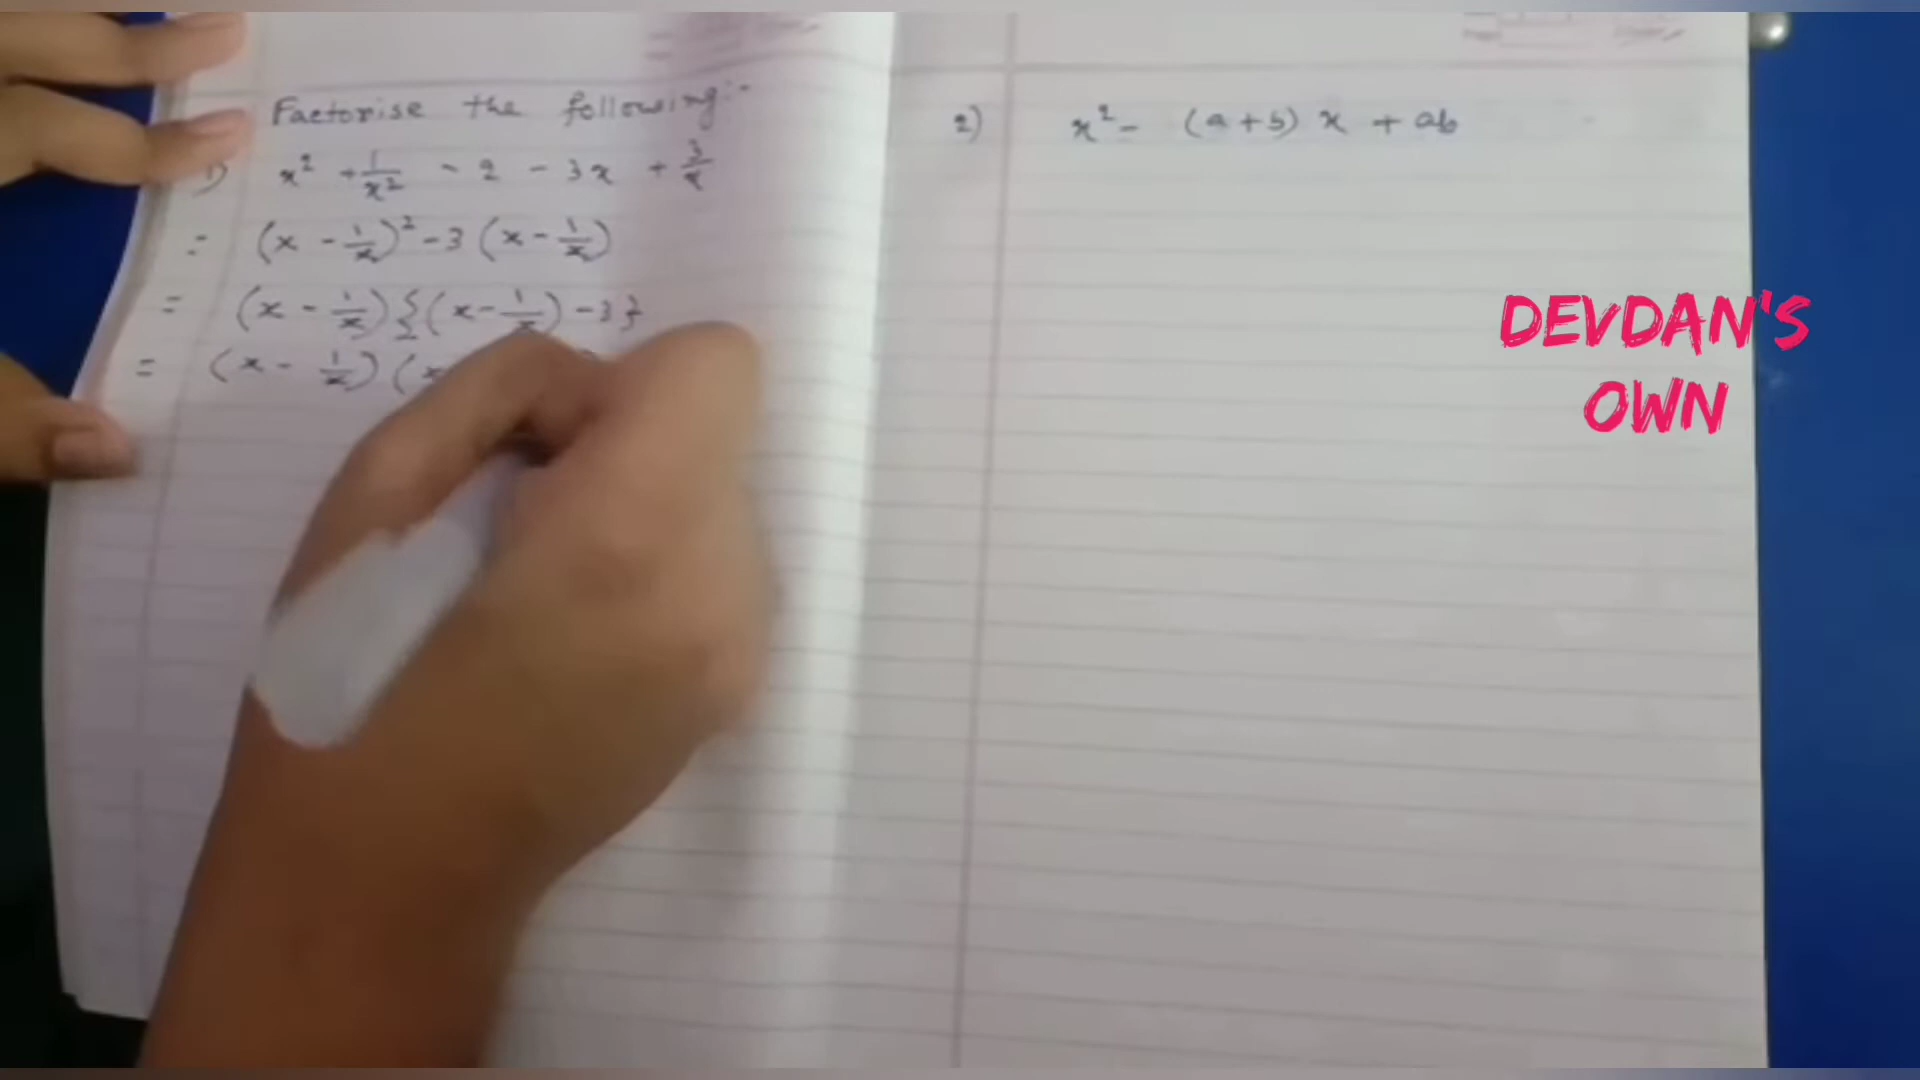 Factorise the following:-
1) x² + 1/x² - 2 - 3x + 3/x
= (x - 1/x)² - 3 (x - 1/x)
= (x - 1/x) {(x - 1/x) - 3}
= (x - 1/x) (x
2) x² - (a + b) x + ab
DEVDAN'S
OWN